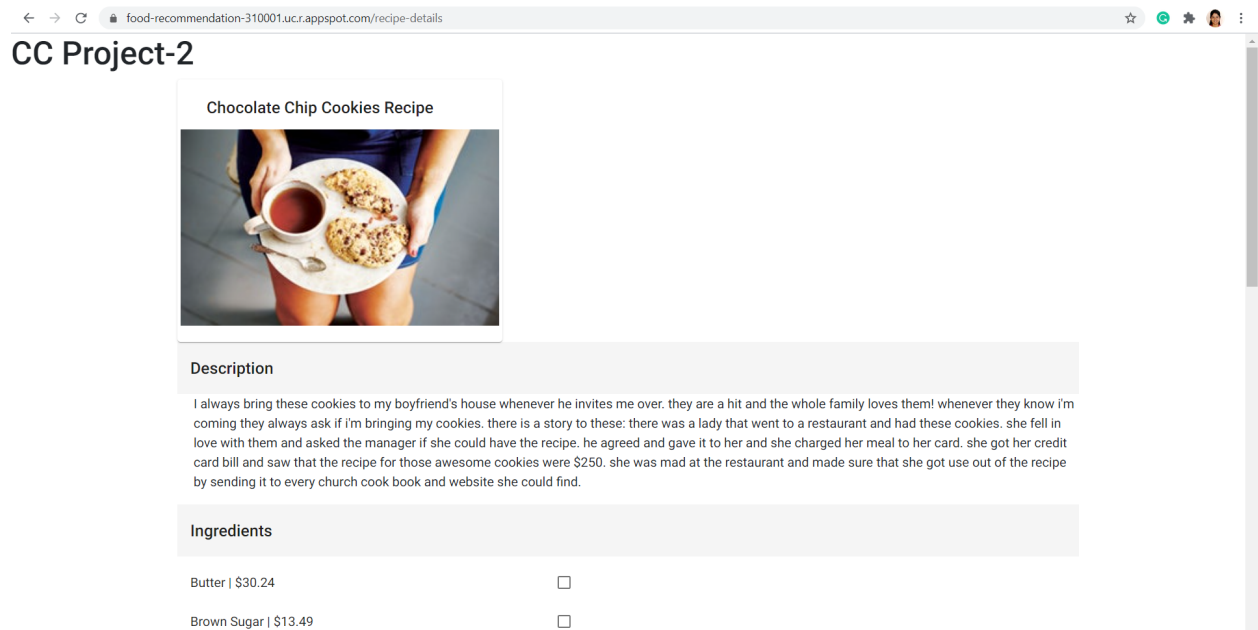 food-recommendation-310001.uc.r.appspot.com/recipe-details
CC Project-2
Chocolate Chip Cookies Recipe
Description
I always bring these cookies to my boyfriend's house whenever he invites me over. they are a hit and the whole family loves them! whenever they know i'm
coming they always ask if i'm bringing my cookies. there is a story to these: there was a lady that went to a restaurant and had these cookies. she fell in
love with them and asked the manager if she could have the recipe. he agreed and gave it to her and she charged her meal to her card. she got her credit
card bill and saw that the recipe for those awesome cookies were $250. she was mad at the restaurant and made sure that she got use out of the recipe
by sending it to every church cook book and website she could find.
Ingredients
Butter | $30.24
Brown Sugar | $13.49